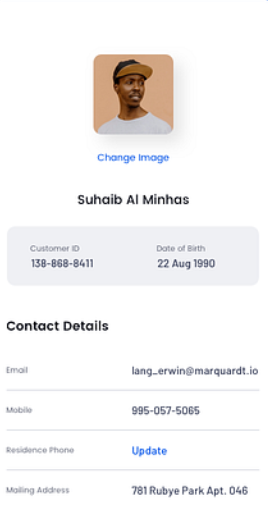 Change Image
Suhaib Al Minhas
Customer ID Date of Birth
138-868-8411 22 Aug 1990
Contact Details
Email lang_erwin@marquardt.io
Mobile 995-057-5065
Residence Phone Update
Mailing Address 781 Rubye Park Apt. 046